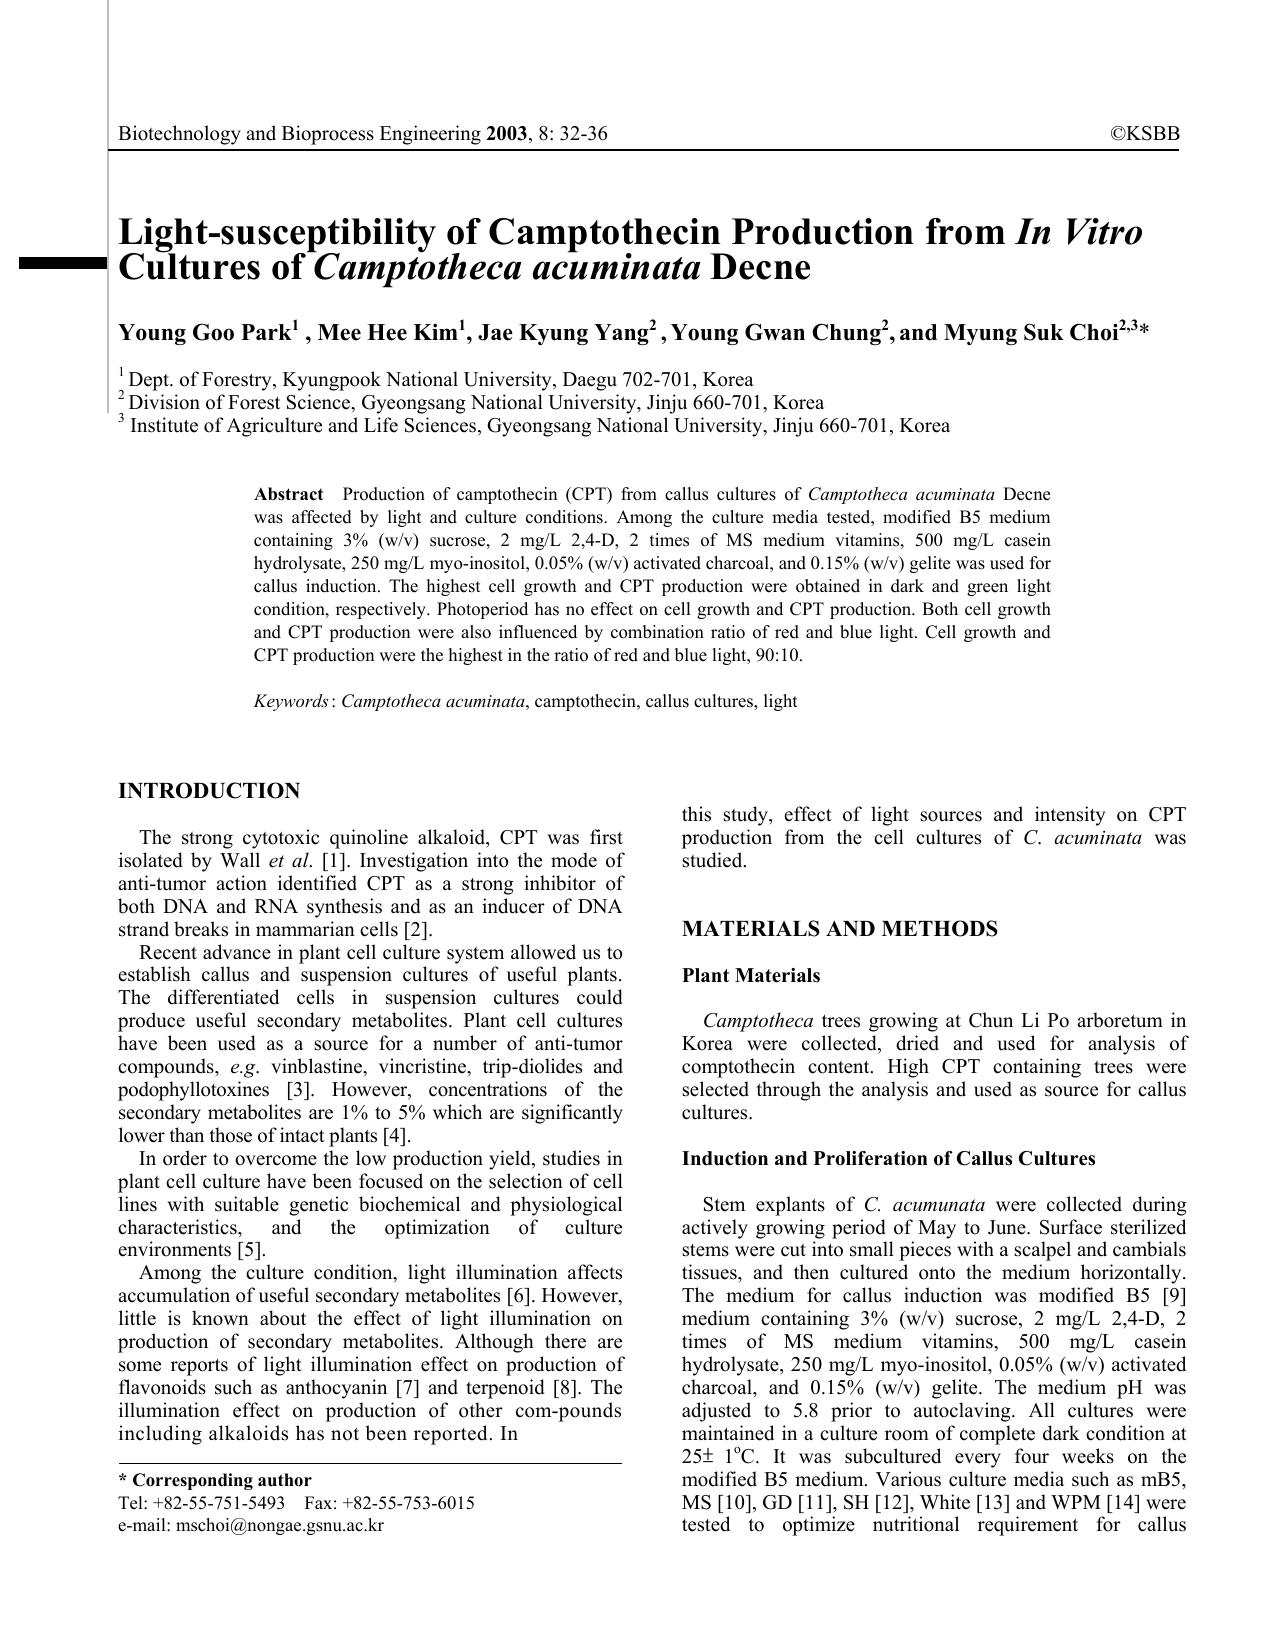 Biotechnology and Bioprocess Engineering 2003, 8: 32-36 ©KSBB
Light-susceptibility of Camptothecin Production from In Vitro
Cultures of Camptotheca acuminata Decne
Young Goo Park1 , Mee Hee Kim1, Jae Kyung Yang2 , Young Gwan Chung2, and Myung Suk Choi2,3*
1 Dept. of Forestry, Kyungpook National University, Daegu 702-701, Korea
2 Division of Forest Science, Gyeongsang National University, Jinju 660-701, Korea
3 Institute of Agriculture and Life Sciences, Gyeongsang National University, Jinju 660-701, Korea
Abstract Production of camptothecin (CPT) from callus cultures of Camptotheca acuminata Decne
was affected by light and culture conditions. Among the culture media tested, modified B5 medium
containing 3% (w/v) sucrose, 2 mg/L 2,4-D, 2 times of MS medium vitamins, 500 mg/L casein
hydrolysate, 250 mg/L myo-inositol, 0.05% (w/v) activated charcoal, and 0.15% (w/v) gelite was used for
callus induction. The highest cell growth and CPT production were obtained in dark and green light
condition, respectively. Photoperiod has no effect on cell growth and CPT production. Both cell growth
and CPT production were also influenced by combination ratio of red and blue light. Cell growth and
CPT production were the highest in the ratio of red and blue light, 90:10.
Keywords : Camptotheca acuminata, camptothecin, callus cultures, light
INTRODUCTION
The strong cytotoxic quinoline alkaloid, CPT was first
isolated by Wall et al. [1]. Investigation into the mode of
anti-tumor action identified CPT as a strong inhibitor of
both DNA and RNA synthesis and as an inducer of DNA
strand breaks in mammarian cells [2].
Recent advance in plant cell culture system allowed us to
establish callus and suspension cultures of useful plants.
The differentiated cells in suspension cultures could
produce useful secondary metabolites. Plant cell cultures
have been used as a source for a number of anti-tumor
compounds, e.g. vinblastine, vincristine, trip-diolides and
podophyllotoxines [3]. However, concentrations of the
secondary metabolites are 1% to 5% which are significantly
lower than those of intact plants [4].
In order to overcome the low production yield, studies in
plant cell culture have been focused on the selection of cell
lines with suitable genetic biochemical and physiological
characteristics, and the optimization of culture
environments [5].
Among the culture condition, light illumination affects
accumulation of useful secondary metabolites [6]. However,
little is known about the effect of light illumination on
production of secondary metabolites. Although there are
some reports of light illumination effect on production of
flavonoids such as anthocyanin [7] and terpenoid [8]. The
illumination effect on production of other com-pounds
including alkaloids has not been reported. In
* Corresponding author
Tel: +82-55-751-5493 Fax: +82-55-753-6015
e-mail: mschoi@nongae.gsnu.ac.kr
this study, effect of light sources and intensity on CPT
production from the cell cultures of C. acuminata was
studied.
MATERIALS AND METHODS
Plant Materials
Camptotheca trees growing at Chun Li Po arboretum in
Korea were collected, dried and used for analysis of
comptothecin content. High CPT containing trees were
selected through the analysis and used as source for callus
cultures.
Induction and Proliferation of Callus Cultures
Stem explants of C. acumunata were collected during
actively growing period of May to June. Surface sterilized
stems were cut into small pieces with a scalpel and cambials
tissues, and then cultured onto the medium horizontally.
The medium for callus induction was modified B5 [9]
medium containing 3% (w/v) sucrose, 2 mg/L 2,4-D, 2
times of MS medium vitamins, 500 mg/L casein
hydrolysate, 250 mg/L myo-inositol, 0.05% (w/v) activated
charcoal, and 0.15% (w/v) gelite. The medium pH was
adjusted to 5.8 prior to autoclaving. All cultures were
maintained in a culture room of complete dark condition at
25± 1oC. It was subcultured every four weeks on the
modified B5 medium. Various culture media such as mB5,
MS [10], GD [11], SH [12], White [13] and WPM [14] were
tested to optimize nutritional requirement for callus